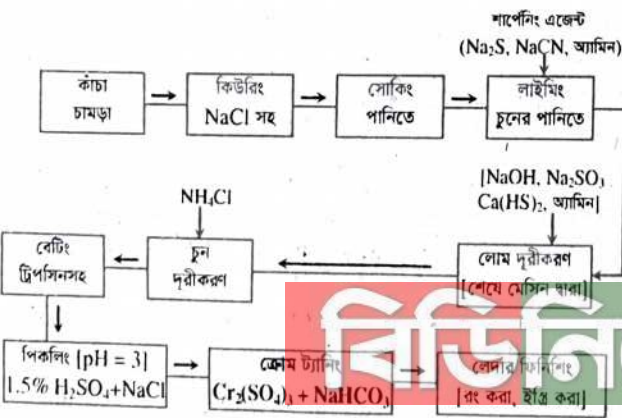 শার্পেনিং এজেন্ট
(Na₂S, NaCN, অ্যামিন)
কাঁচা
চামড়া
কিউরিং
NaCl সহ
সোকিং
পানিতে
লাইমিং
চুনের পানিতে
[NaOH, Na₂SO₃
Ca(HS)₂, অ্যামিন]
NH₄Cl
বেটিং
ট্রিপসিনসহ
চুন
দূরীকরণ
লোম দূরীকরণ
[শেষে মেসিন দ্বারা]
পিকলিং [pH = 3]
1.5% H₂SO₄+NaCl
ক্রোম ট্যানিং
Cr₂(SO₄)₃ + NaHCO₃
লেদার ফিনিশিং
[রং করা, ইস্ত্রি করা]